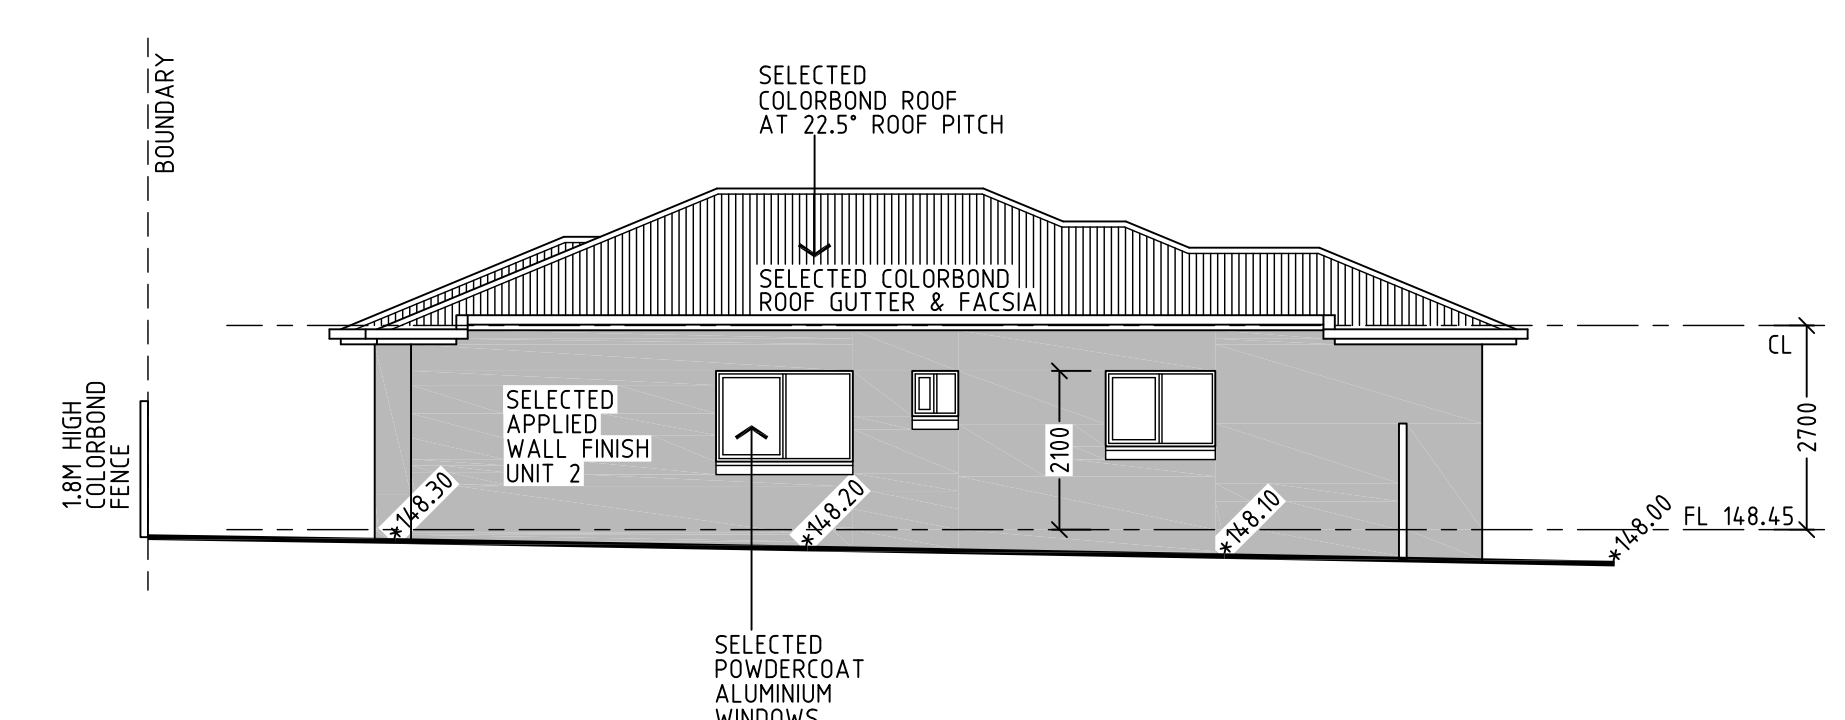 BOUNDARY
SELECTED
COLORBOND ROOF
AT 22.5° ROOF PITCH
SELECTED COLORBOND
ROOF GUTTER & FACSIA
CL
1.8M HIGH
COLORBOND
FENCE
SELECTED
APPLIED
WALL FINISH
UNIT 2
2100
2700
*148.30
*148.20
*148.10
*148.00
FL 148.45
SELECTED
POWDERCOAT
ALUMINIUM
WINDOWS